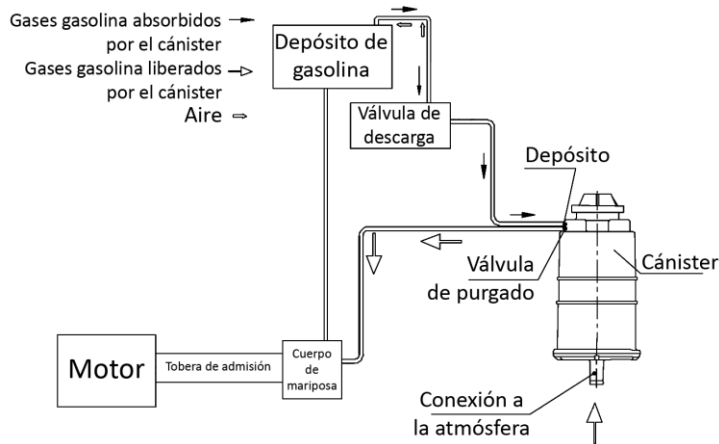 Gases gasolina absorbidos
por el cánister
Gases gasolina liberados
por el cánister
Aire
Depósito de
gasolina
Válvula de
descarga
Depósito
Válvula
de purgado
Cánister
Motor
Tobera de admisión
Cuerpo
de
mariposa
Conexión a
la atmósfera